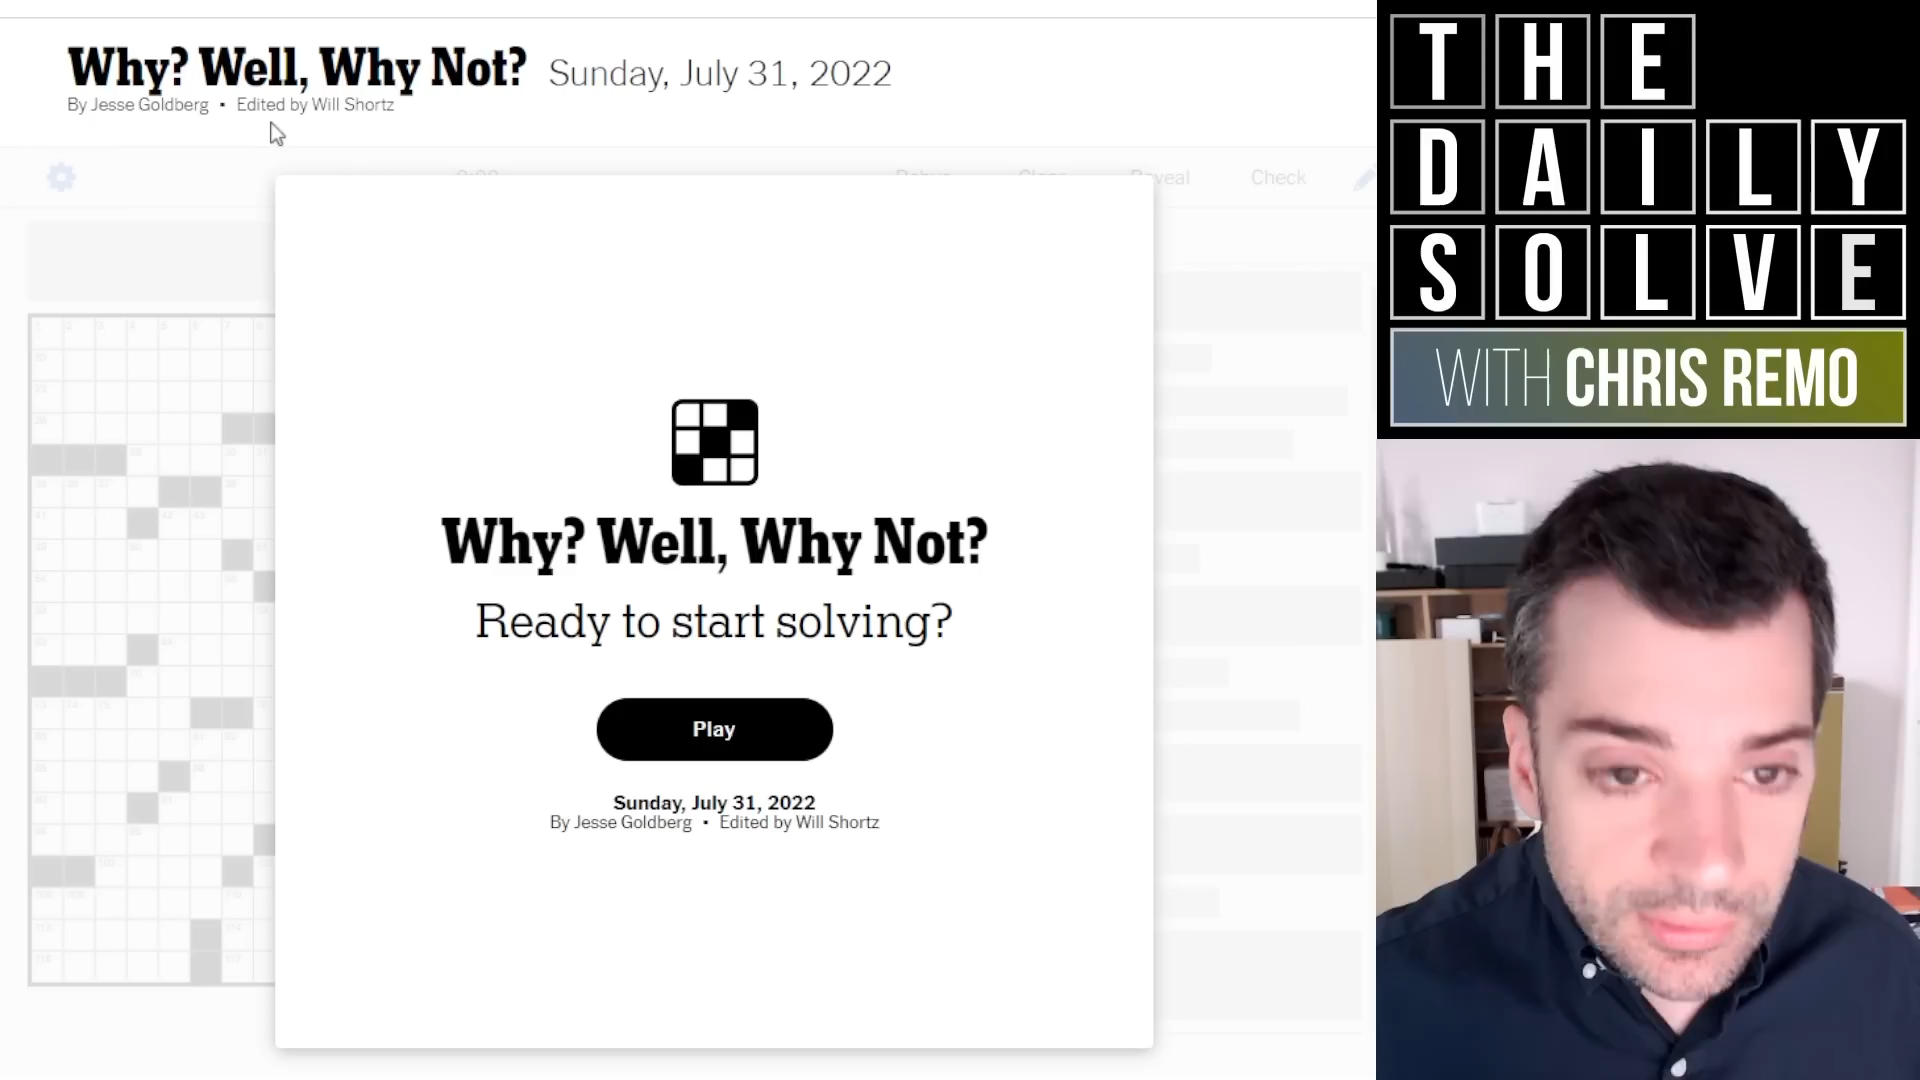 Why? Well, Why Not? Sunday, July 31, 2022
By Jesse Goldberg • Edited by Will Shortz
Check
Why? Well, Why Not?
Ready to start solving?
Play
Sunday, July 31, 2022
By Jesse Goldberg • Edited by Will Shortz
THE
DAILY
SOLVE
WITH CHRIS REMO